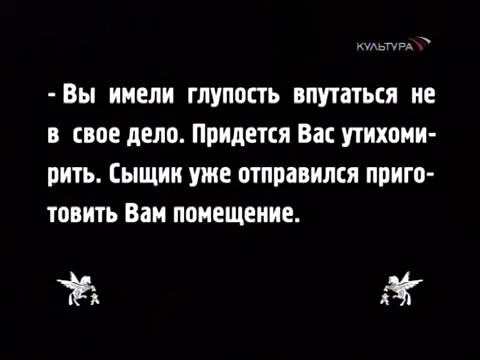 КУЛЬТУРА
- Вы имели глупость впутаться не
в свое дело. Придется Вас утихоми-
рить. Сыщик уже отправился приго-
товить Вам помещение.